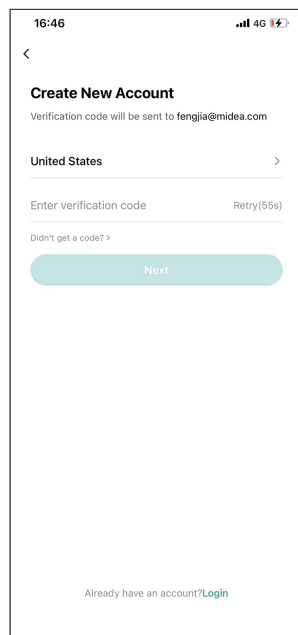 16:46
4G
Create New Account
Verification code will be sent to fengjia@midea.com
United States
Enter verification code Retry(55s)
Didn't get a code? >
Next
Already have an account?Login